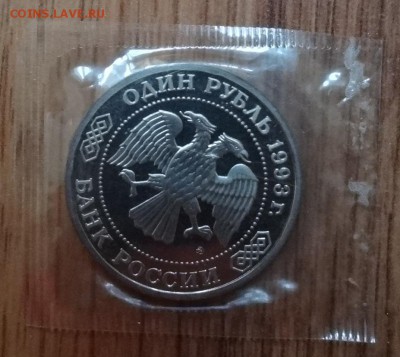 COINS.LAVE.RU
ОДИН РУБЛЬ 1993 г.
БАНК РОССИИ